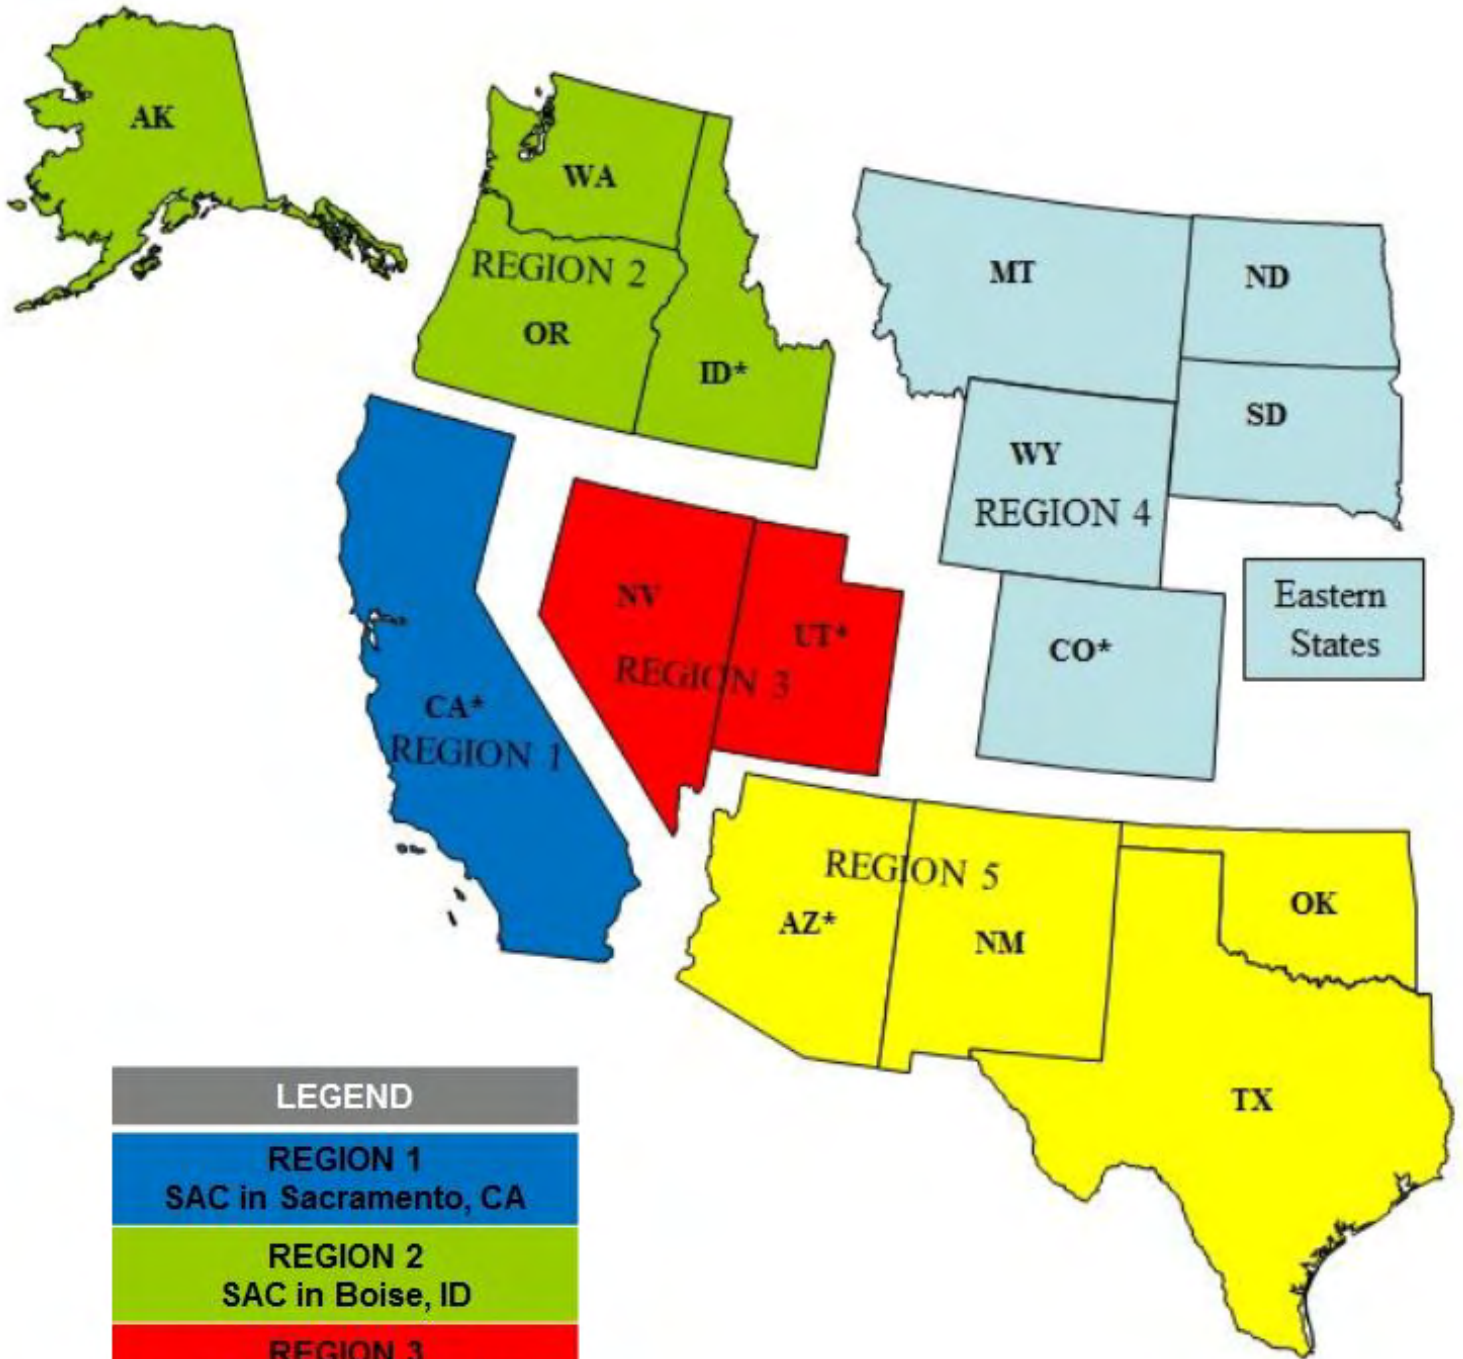 AK
WA
REGION 2
OR
ID*
MT
ND
SD
WY
REGION 4
Eastern
States
CO*
NV
UT*
REGION 3
CA*
REGION 1
REGION 5
AZ*
NM
OK
TX
LEGEND
REGION 1
SAC in Sacramento, CA
REGION 2
SAC in Boise, ID
REGION 3